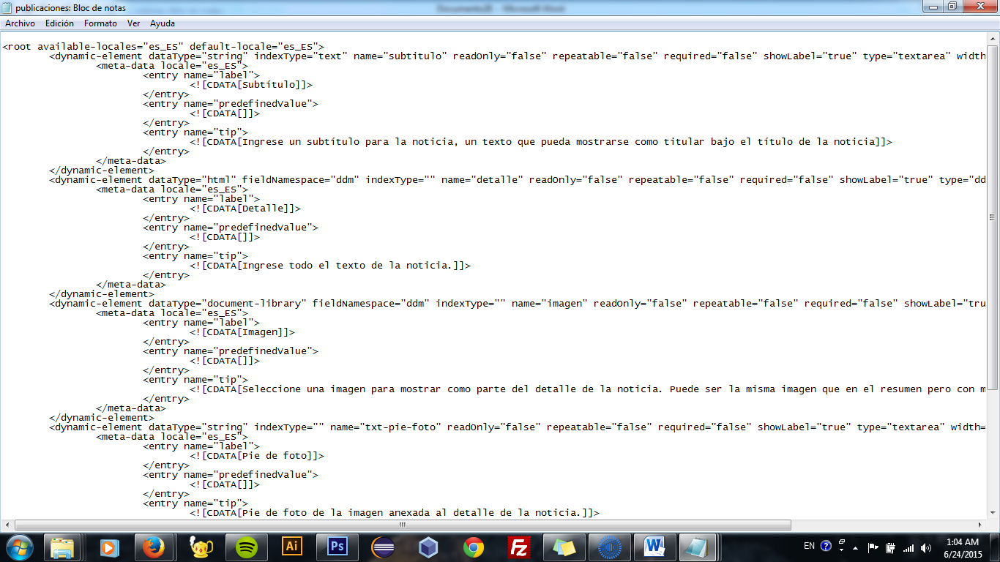 publicaciones: Bloc de notas
Archivo Edición Formato Ver Ayuda
<root available-locales="es_ES" default-locale="es_ES">
<dynamic-element dataType="string" indexType="text" name="subtitulo" readOnly="false" repeatable="false" required="false" showLabel="true" type="textarea" width
<meta-data locale="es_ES">
<entry name="label">
<![CDATA[Subtítulo]]>
</entry>
<entry name="predefinedValue">
<![CDATA[]]>
</entry>
<entry name="tip">
<![CDATA[Ingrese un subtítulo para la noticia, un texto que pueda mostrarse como titular bajo el título de la noticia]]>
</entry>
</meta-data>
</dynamic-element>
<dynamic-element dataType="html" fieldNamespace="ddm" indexType="" name="detalle" readOnly="false" repeatable="false" required="false" showLabel="true" type="dd
<meta-data locale="es_ES">
<entry name="label">
<![CDATA[Detalle]]>
</entry>
<entry name="predefinedValue">
<![CDATA[]]>
</entry>
<entry name="tip">
<![CDATA[Ingrese todo el texto de la noticia.]]>
</entry>
</meta-data>
</dynamic-element>
<dynamic-element dataType="document-library" fieldNamespace="ddm" indexType="" name="imagen" readOnly="false" repeatable="false" required="false" showLabel="tru
<meta-data locale="es_ES">
<entry name="label">
<![CDATA[Imagen]]>
</entry>
<entry name="predefinedValue">
<![CDATA[]]>
</entry>
<entry name="tip">
<![CDATA[Seleccione una imagen para mostrar como parte del detalle de la noticia. Puede ser la misma imagen que en el resumen pero con m
</entry>
</meta-data>
</dynamic-element>
<dynamic-element dataType="string" indexType="" name="txt-pie-foto" readOnly="false" repeatable="false" required="false" showLabel="true" type="textarea" width=
<meta-data locale="es_ES">
<entry name="label">
<![CDATA[Pie de foto]]>
</entry>
<entry name="predefinedValue">
<![CDATA[]]>
</entry>
<entry name="tip">
<![CDATA[Pie de foto de la imagen anexada al detalle de la noticia.]]>
Ai Ps Fz W
EN
1:04 AM
6/24/2015